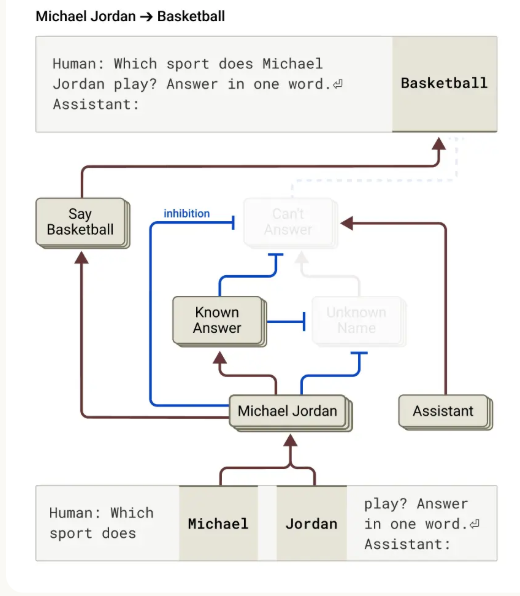 Michael Jordan → Basketball
Human: Which sport does Michael
Jordan play? Answer in one word.⏎
Assistant:
Basketball
Say
Basketball
inhibition
Can't
Answer
Known
Answer
Unknown
Name
Michael Jordan
Assistant
Human: Which
sport does
Michael
Jordan
play? Answer
in one word.⏎
Assistant: